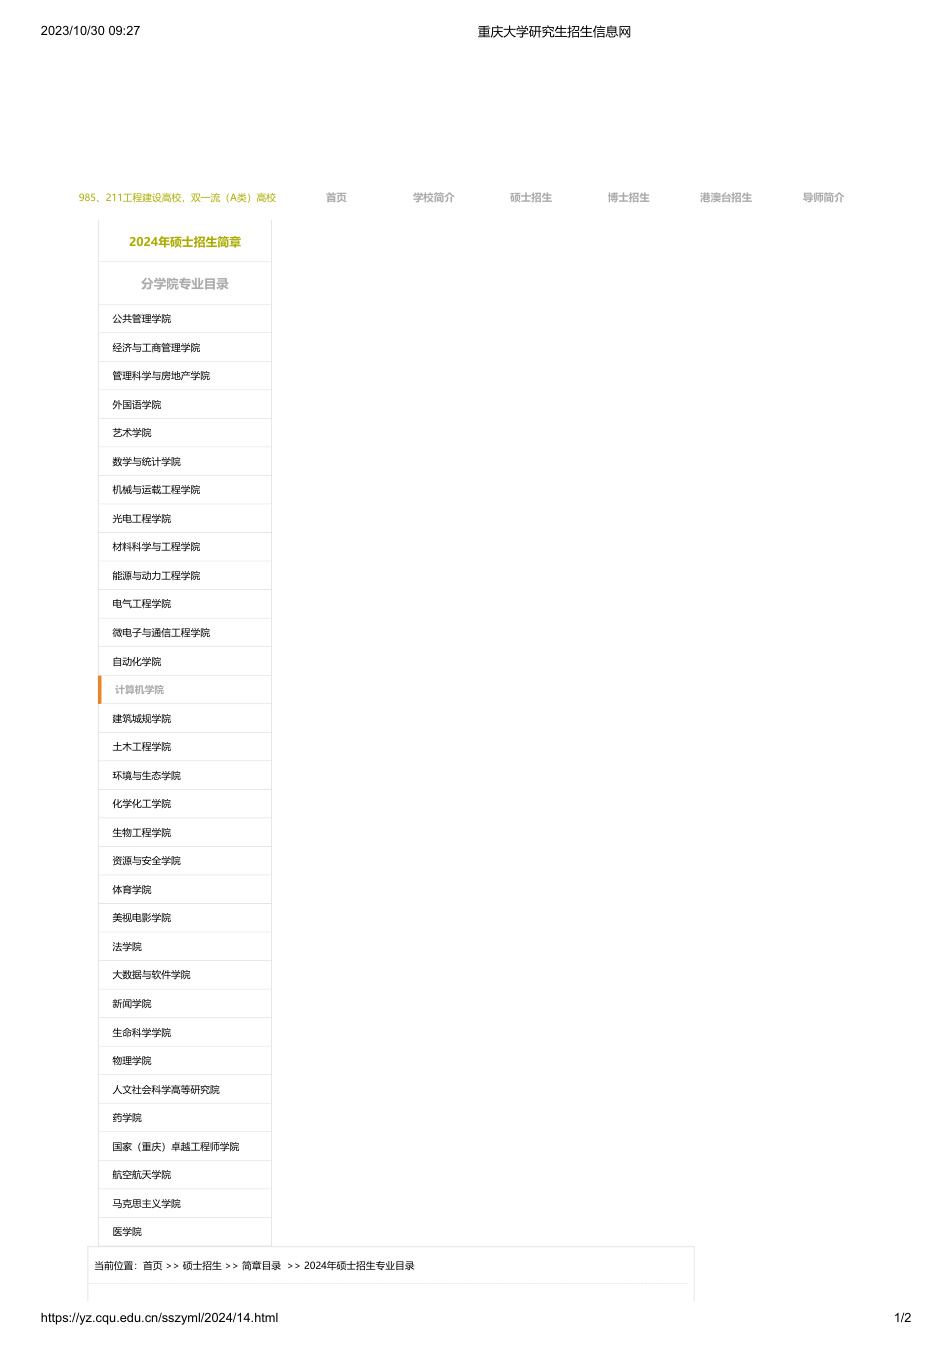 2023/10/30 09:27
重庆大学研究生招生信息网
985、211工程建设高校，双一流（A类）高校 首页 学校简介 硕士招生 博士招生 港澳台招生 导师简介
2024年硕士招生简章
分学院专业目录
公共管理学院
经济与工商管理学院
管理科学与房地产学院
外国语学院
艺术学院
数学与统计学院
机械与运载工程学院
光电工程学院
材料科学与工程学院
能源与动力工程学院
电气工程学院
微电子与通信工程学院
自动化学院
计算机学院
建筑城规学院
土木工程学院
环境与生态学院
化学化工学院
生物工程学院
资源与安全学院
体育学院
美视电影学院
法学院
大数据与软件学院
新闻学院
生命科学学院
物理学院
人文社会科学高等研究院
药学院
国家（重庆）卓越工程师学院
航空航天学院
马克思主义学院
医学院
当前位置：首页 >> 硕士招生 >> 简章目录 >> 2024年硕士招生专业目录
https://yz.cqu.edu.cn/sszyml/2024/14.html
1/2